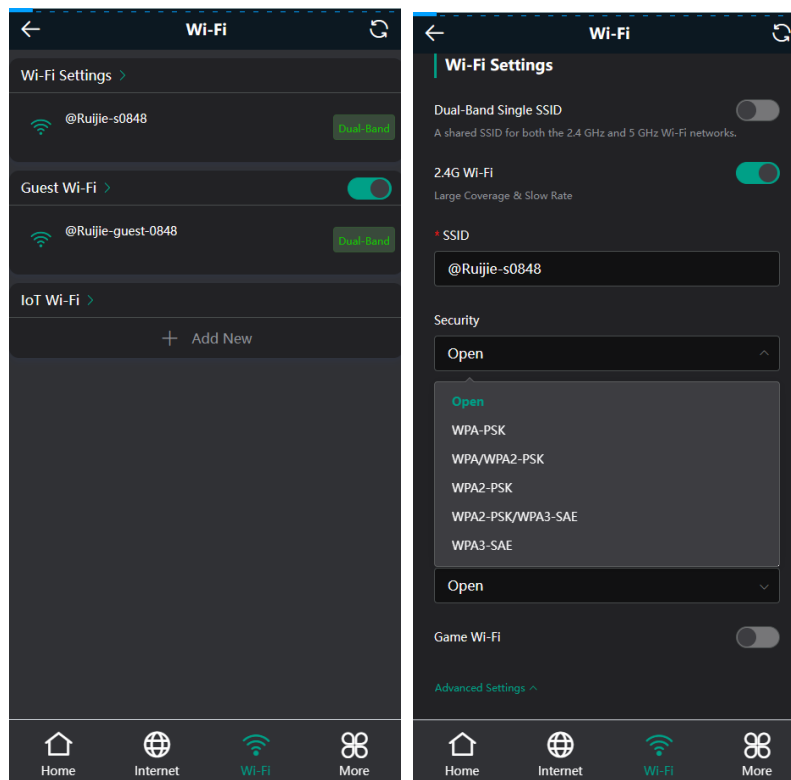 Wi-Fi
Wi-Fi Settings >
@Ruijie-s0848
Dual-Band
Guest Wi-Fi >
@Ruijie-guest-0848
Dual-Band
IoT Wi-Fi >
+ Add New
Home Internet Wi-Fi More
Wi-Fi
Wi-Fi Settings
Dual-Band Single SSID
A shared SSID for both the 2.4 GHz and 5 GHz Wi-Fi networks.
2.4G Wi-Fi
Large Coverage & Slow Rate
* SSID
@Ruijie-s0848
Security
Open
Open
WPA-PSK
WPA/WPA2-PSK
WPA2-PSK
WPA2-PSK/WPA3-SAE
WPA3-SAE
Open
Game Wi-Fi
Advanced Settings
Home Internet Wi-Fi More